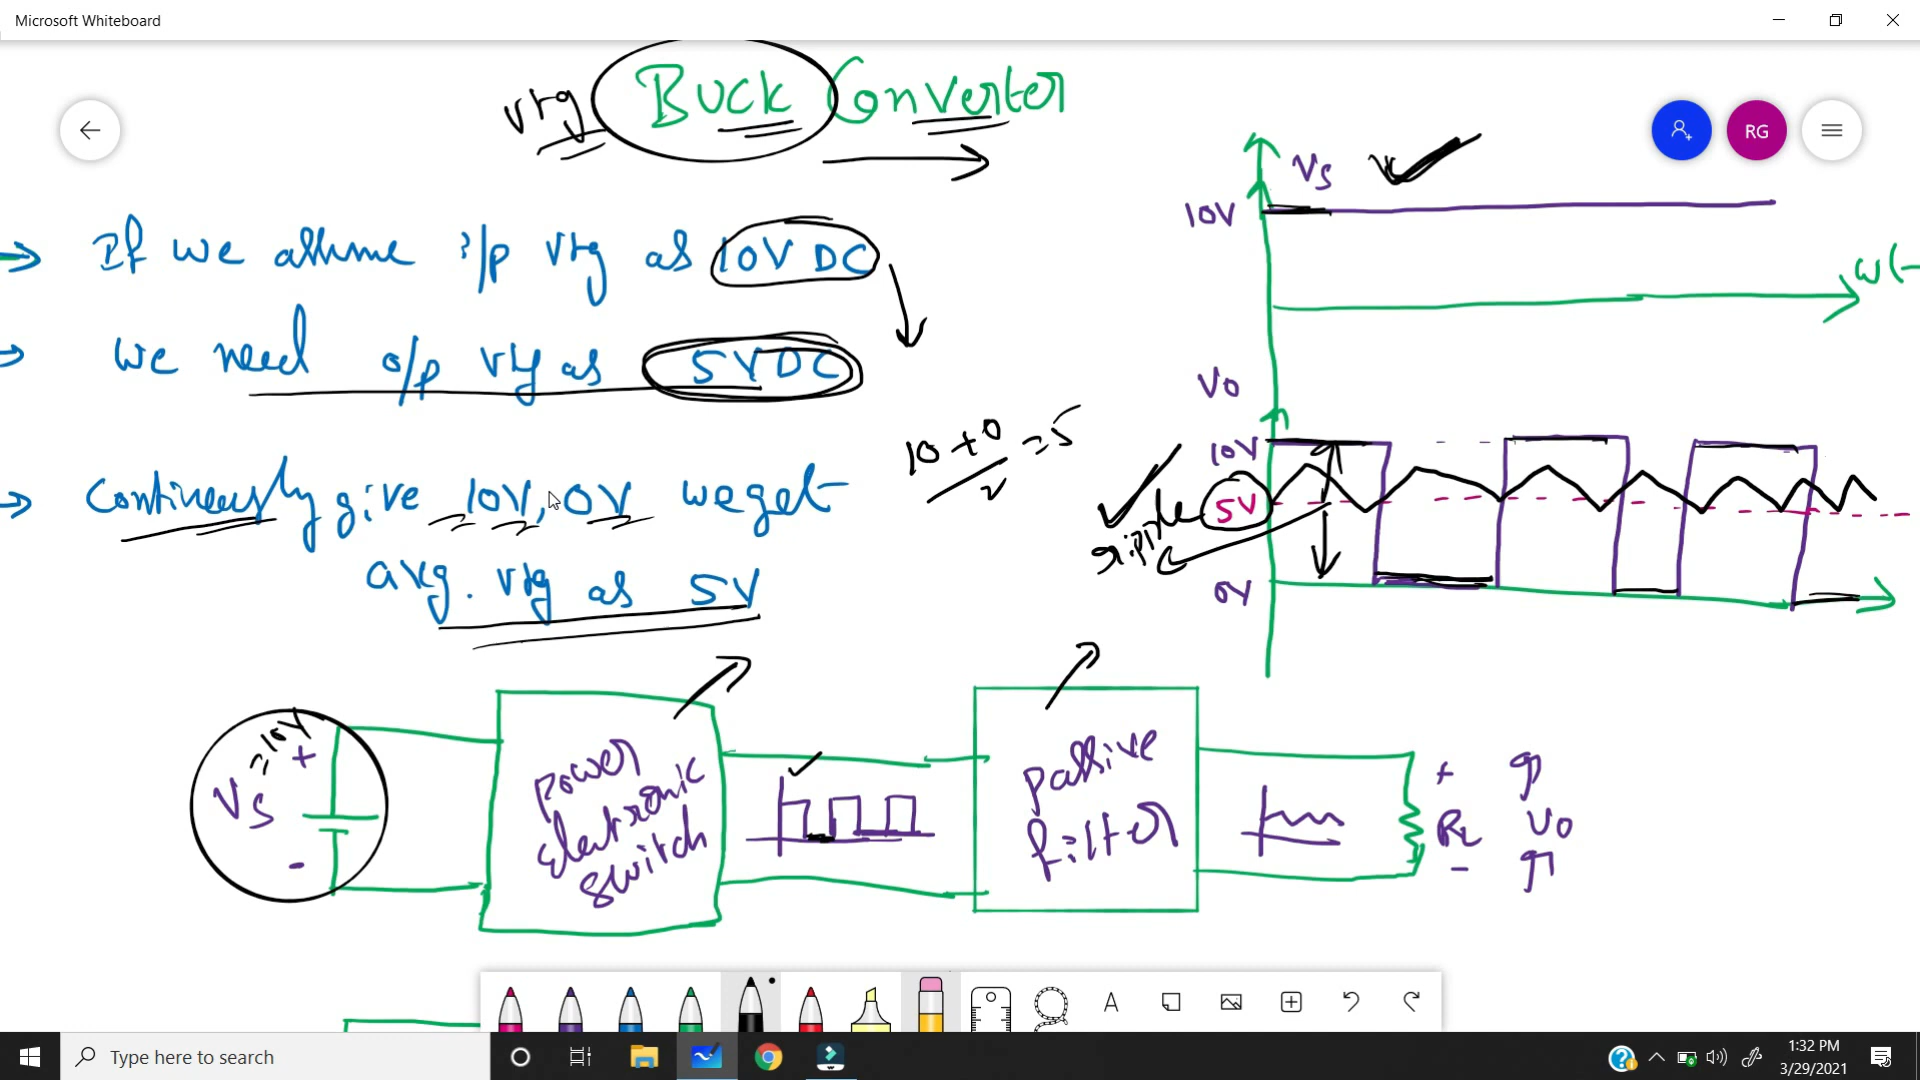 Microsoft Whiteboard
vtg Buck Converter
RG
Vs
10V
If we assume i/p vtg as 10V DC
we need o/p vtg as 5V DC
Vo
10 + 0 = 5
2
10V
5V
ripple
0V
Continuously give 10V, 0V we get
avg. vtg as 5V
= 10V
+
Vs
-
power
electronic
switch
passive
filter
+
RL
-
Vo
A
Type here to search
1:32 PM
3/29/2021